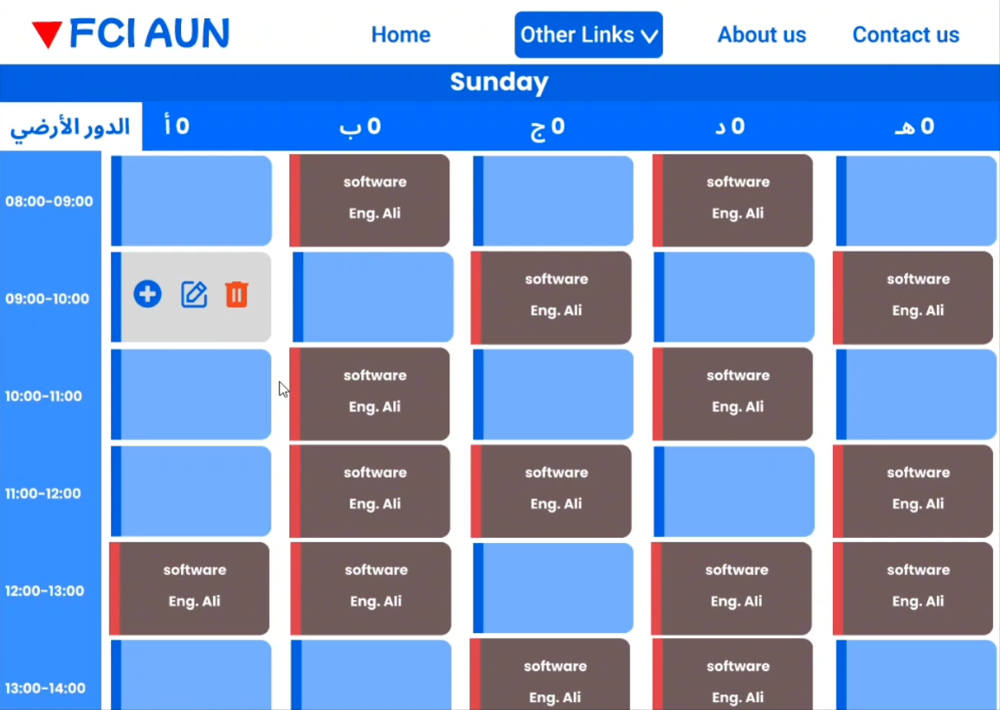 FCI AUN
Home
Other Links
About us
Contact us
Sunday
الدور الأرضي
0 أ
0 ب
0 ج
0 د
0 هـ
08:00-09:00
software
Eng. Ali
software
Eng. Ali
09:00-10:00
software
Eng. Ali
software
Eng. Ali
10:00-11:00
software
Eng. Ali
software
Eng. Ali
11:00-12:00
software
Eng. Ali
software
Eng. Ali
software
Eng. Ali
12:00-13:00
software
Eng. Ali
software
Eng. Ali
software
Eng. Ali
software
Eng. Ali
13:00-14:00
software
Eng. Ali
software
Eng. Ali